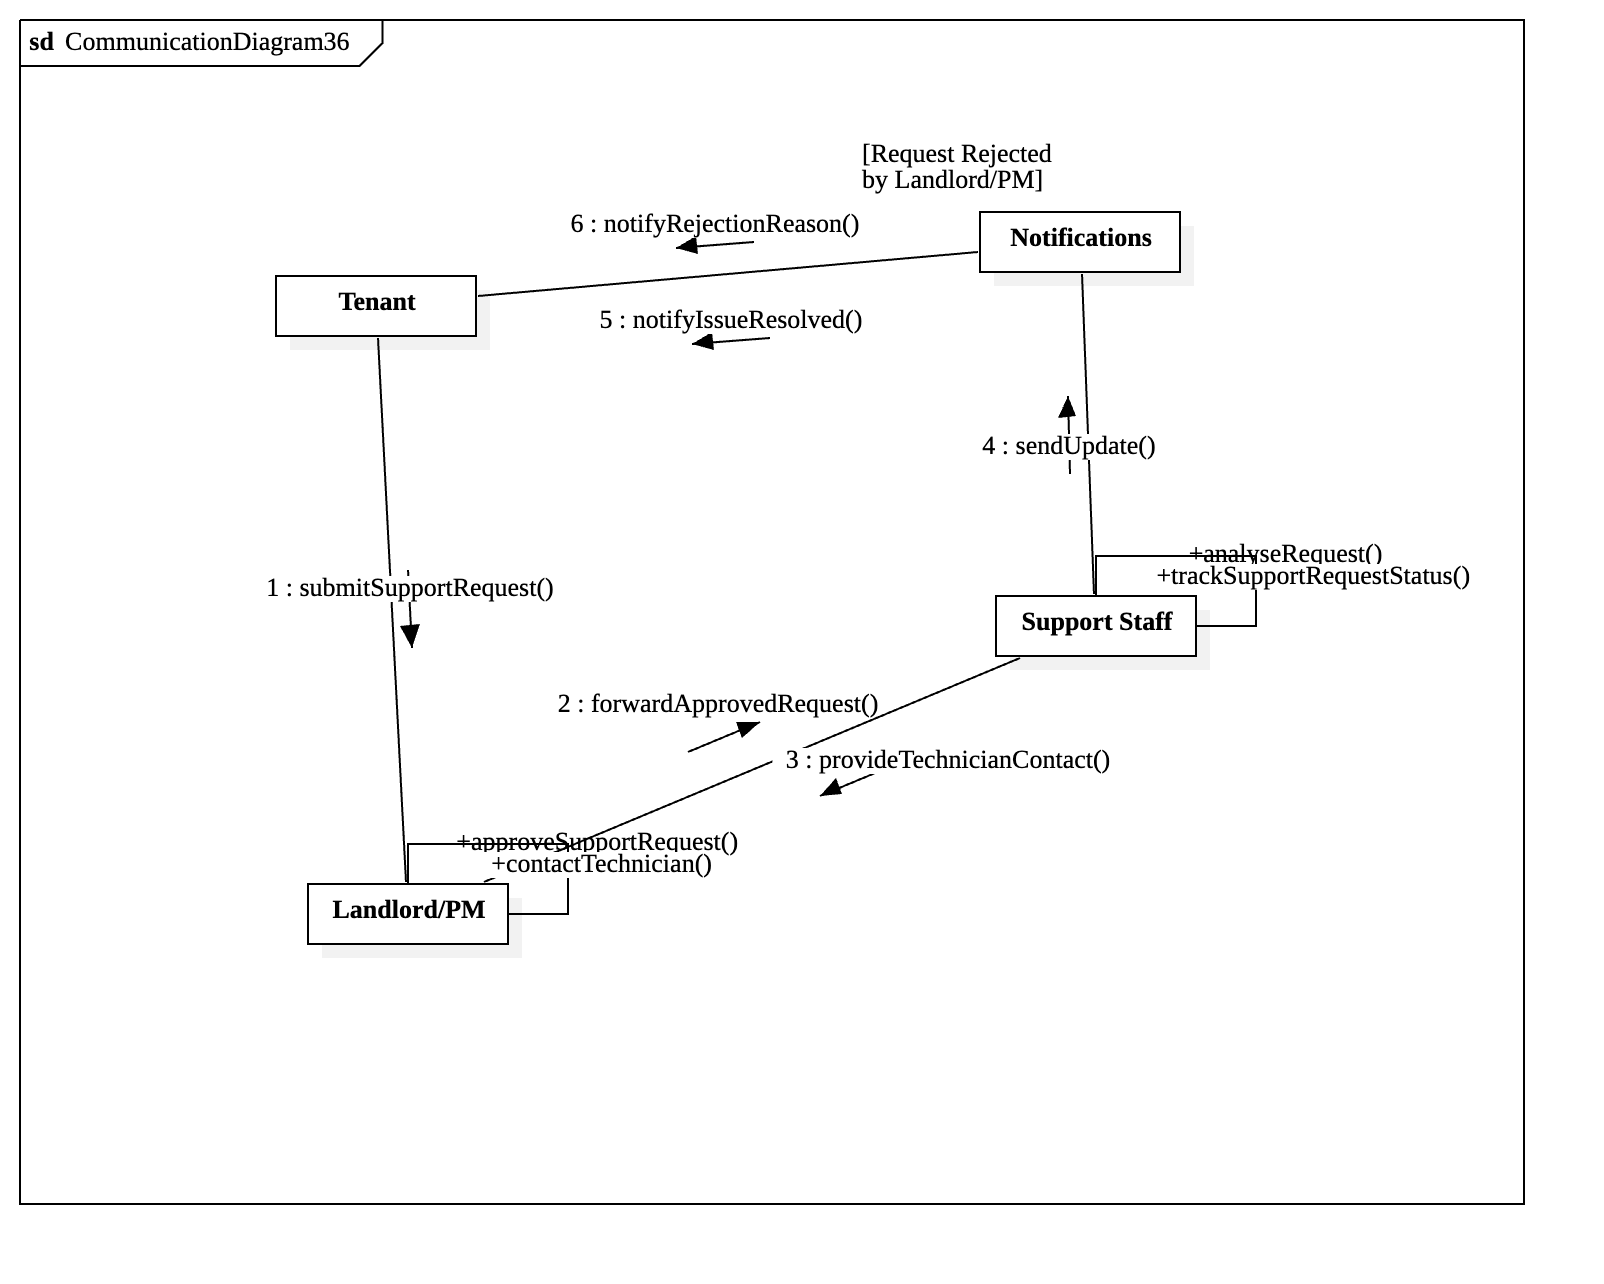 sd CommunicationDiagram36
[Request Rejected
by Landlord/PM]
6 : notifyRejectionReason()
Notifications
Tenant
5 : notifyIssueResolved()
4 : sendUpdate()
+analyseRequest()
+trackSupportRequestStatus()
1 : submitSupportRequest()
Support Staff
2 : forwardApprovedRequest()
3 : provideTechnicianContact()
+approveSupportRequest()
+contactTechnician()
Landlord/PM